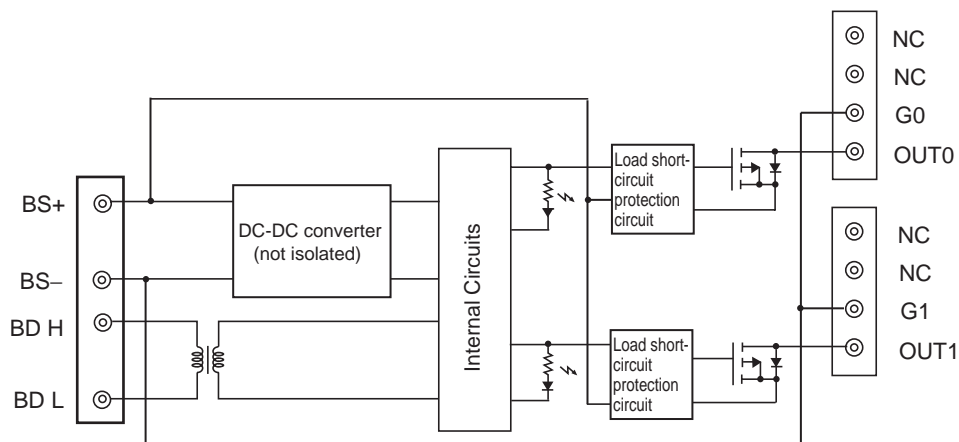 BS+
BS–
BD H
BD L
DC-DC converter
(not isolated)
Internal Circuits
Load short-
circuit
protection
circuit
Load short-
circuit
protection
circuit
NC
NC
G0
OUT0
NC
NC
G1
OUT1